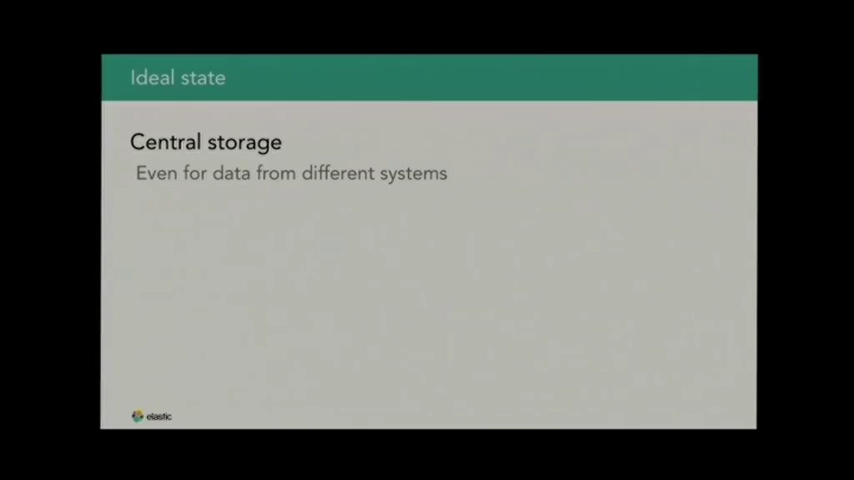 Ideal state
Central storage
Even for data from different systems
elastic